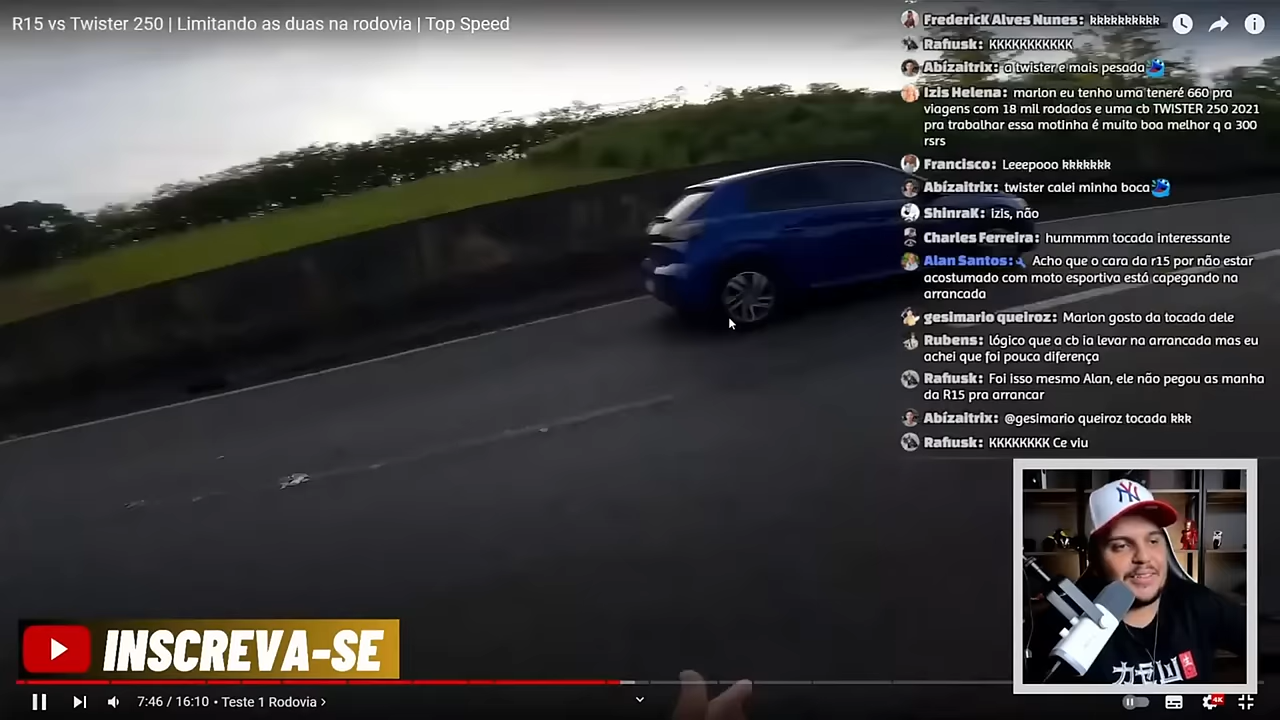 R15 vs Twister 250 | Limitando as duas na rodovia | Top Speed
FredericK Alves Nunes: kkkkkkkkkk
Rafiusk: KKKKKKKKKKK
Abízaitrix: a twister e mais pesada
Izis Helena: marlon eu tenho uma teneré 660 pra
viagens com 18 mil rodados e uma cb TWISTER 250 2021
pra trabalhar essa motinha é muito boa melhor q a 300
rsrs
Francisco: Leeepooo kkkkkkk
Abízaitrix: twister calei minha boca
ShinraK: izis, não
Charles Ferreira: hummmm tocada interessante
Alan Santos: Acho que o cara da r15 por não estar
acostumado com moto esportiva está capegando na
arrancada
gesimario queiroz: Marlon gosto da tocada dele
Rubens: lógico que a cb ia levar na arrancada mas eu
achei que foi pouca diferença
Rafiusk: Foi isso mesmo Alan, ele não pegou as manha
da R15 pra arrancar
Abízaitrix: @gesimario queiroz tocada kkk
Rafiusk: KKKKKKKK Ce viu
NY
INSCREVA-SE
7:46 / 16:10 • Teste 1 Rodovia ›
4K